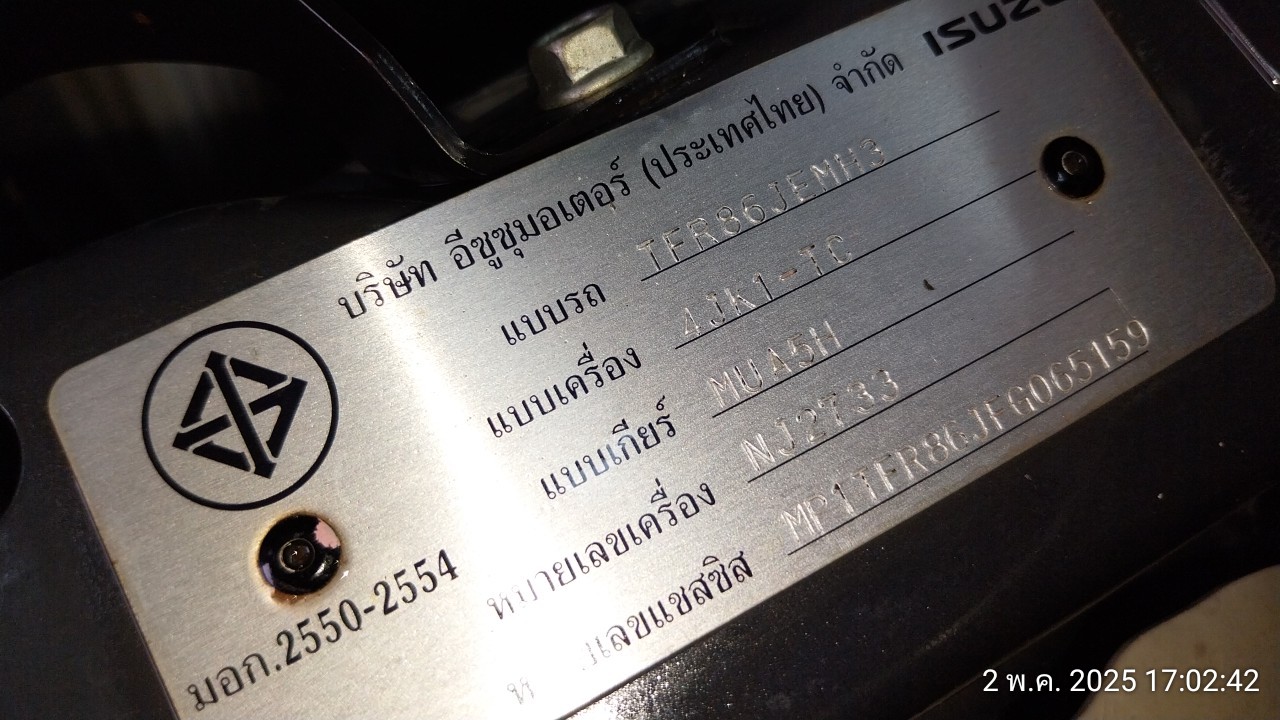 บริษัท อีซูซุมอเตอร์ (ประเทศไทย) จำกัด ISUZU
แบบรถ TFR86JEMH3
แบบเครื่อง 4JK1-TC
แบบเกียร์ MUA5H
หมายเลขเครื่อง NJ2733
เลขแชสซิส MP1TFR86JFG065159
มอก.2550-2554
2 พ.ค. 2025 17:02:42